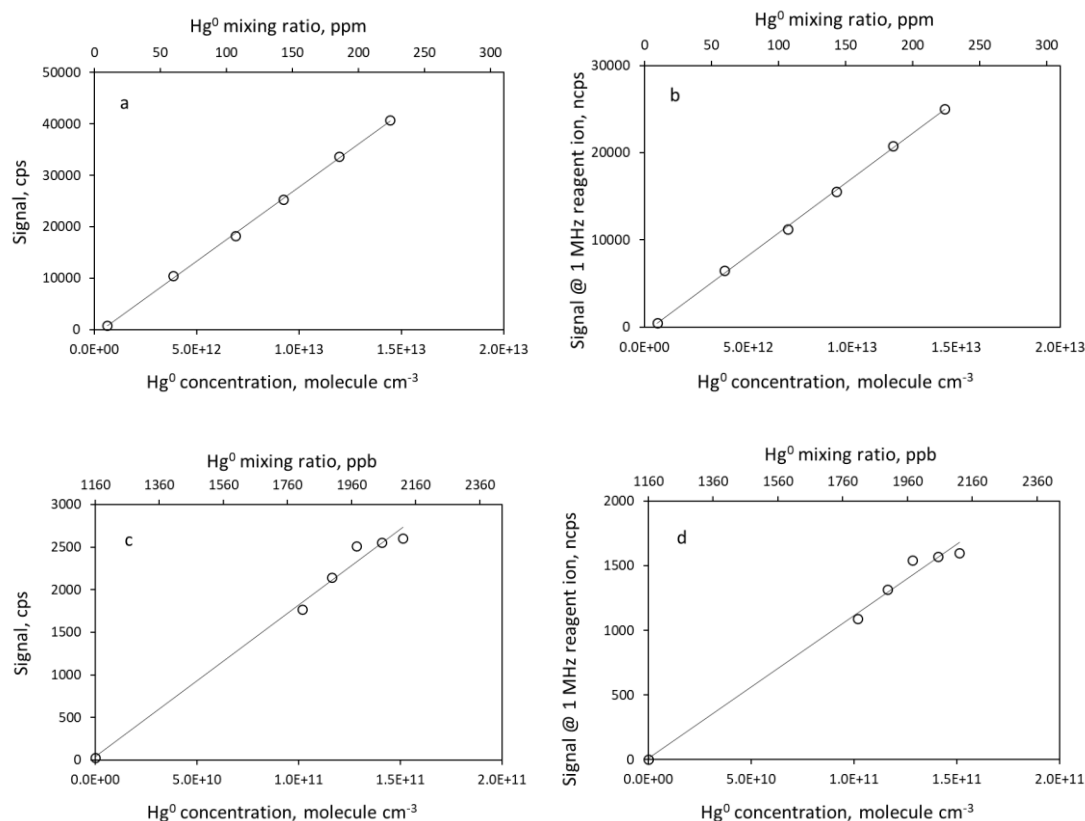 Hg⁰ mixing ratio, ppm
0 50 100 150 200 250 300
50000
40000
30000
20000
10000
0
Signal, cps
a
0.0E+00 5.0E+12 1.0E+13 1.5E+13 2.0E+13
Hg⁰ concentration, molecule cm⁻³
Hg⁰ mixing ratio, ppm
0 50 100 150 200 250 310
30000
20000
10000
0
Signal @ 1 MHz reagent ion, ncps
b
0.0E+00 5.0E+12 1.0E+13 1.5E+13 2.0E+13
Hg⁰ concentration, molecule cm⁻³
Hg⁰ mixing ratio, ppb
1160 1360 1560 1760 1960 2160 2360
3000
2500
2000
1500
1000
500
0
Signal, cps
c
0.0E+00 5.0E+10 1.0E+11 1.5E+11 2.0E+11
Hg⁰ concentration, molecule cm⁻³
Hg⁰ mixing ratio, ppb
1160 1360 1560 1760 1960 2160 2360
2000
1500
1000
500
0
Signal @ 1 MHz reagent ion, ncps
d
0.0E+00 5.0E+10 1.0E+11 1.5E+11 2.0E+11
Hg⁰ concentration, molecule cm⁻³